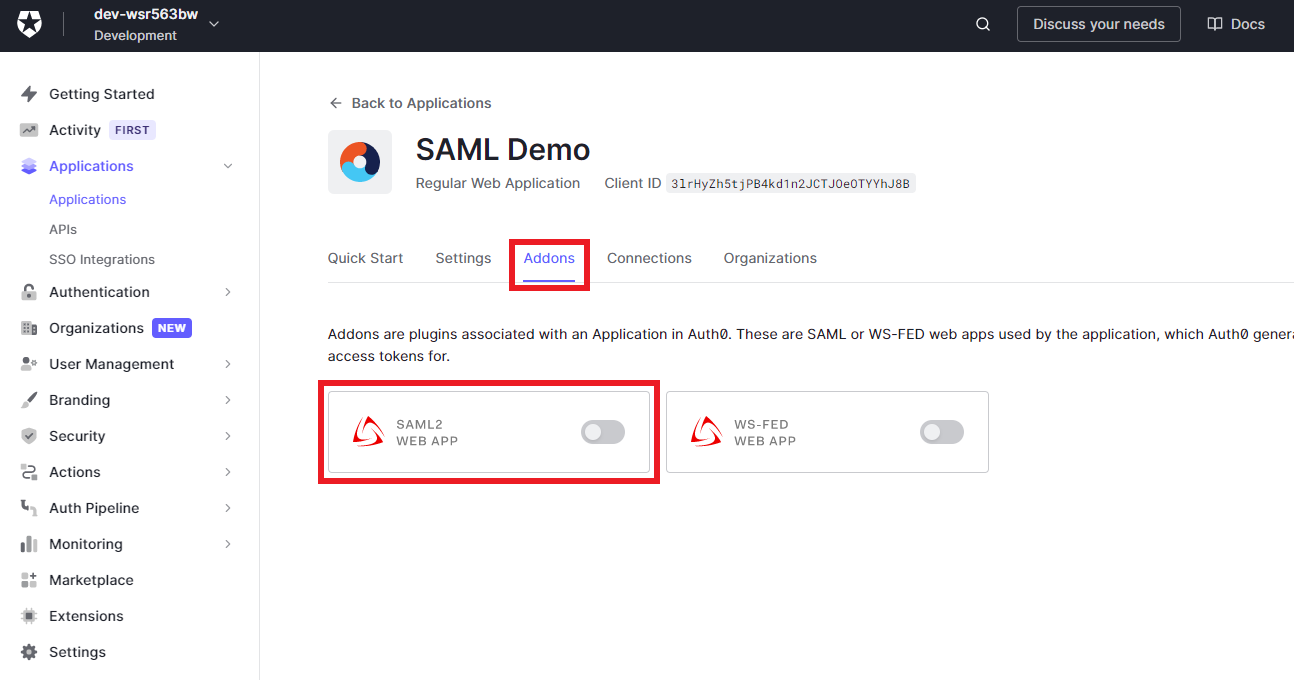 dev-wsr563bw
Development
Discuss your needs
Docs
Getting Started
Activity FIRST
Applications
Applications
APIs
SSO Integrations
Authentication
Organizations NEW
User Management
Branding
Security
Actions
Auth Pipeline
Monitoring
Marketplace
Extensions
Settings
← Back to Applications
SAML Demo
Regular Web Application Client ID 3lrHyZh5tjPB4kd1n2JCTJOeOTYYhJ8B
Quick Start Settings Addons Connections Organizations
Addons are plugins associated with an Application in Auth0. These are SAML or WS-FED web apps used by the application, which Auth0 genera
access tokens for.
SAML2
WEB APP
WS-FED
WEB APP